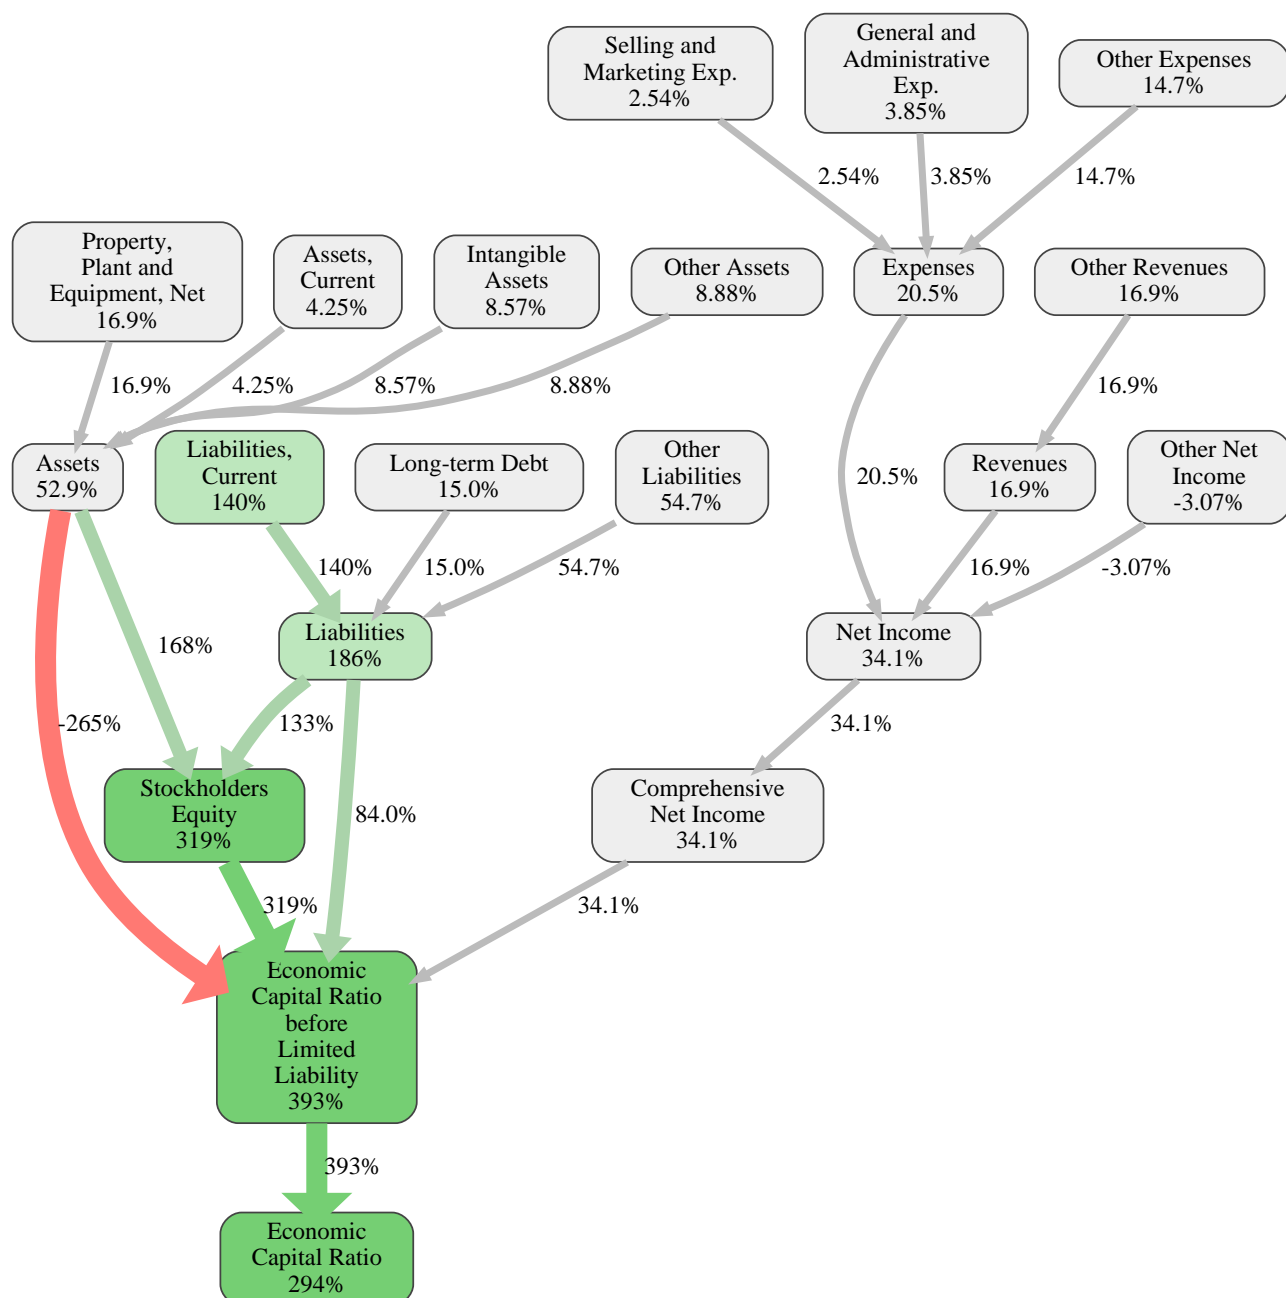 Selling and
Marketing Exp.
2.54%
General and
Administrative
Exp.
3.85%
Other Expenses
14.7%
2.54%
3.85%
14.7%
Property,
Plant and
Equipment, Net
16.9%
Assets,
Current
4.25%
Intangible
Assets
8.57%
Other Assets
8.88%
Expenses
20.5%
Other Revenues
16.9%
16.9%
4.25%
8.57%
8.88%
16.9%
Assets
52.9%
Liabilities,
Current
140%
Long-term Debt
15.0%
Other
Liabilities
54.7%
20.5%
Revenues
16.9%
Other Net
Income
-3.07%
140%
15.0%
54.7%
16.9%
-3.07%
168%
Liabilities
186%
Net Income
34.1%
-265%
133%
34.1%
Stockholders
Equity
319%
84.0%
Comprehensive
Net Income
34.1%
319%
34.1%
Economic
Capital Ratio
before
Limited
Liability
393%
393%
Economic
Capital Ratio
294%